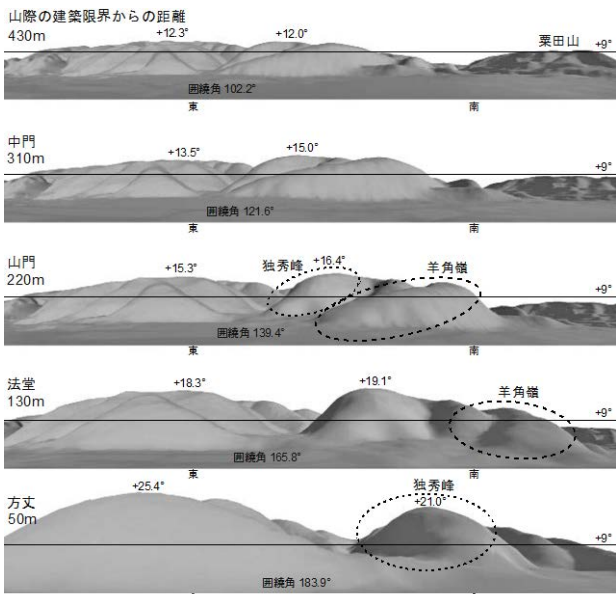 山際の建築限界からの距離
430m
+12.3°
+12.0°
粟田山
+9°
囲繞角 102.2°
東
南
中門
310m
+13.5°
+15.0°
+9°
囲繞角 121.6°
東
南
山門
220m
+15.3°
独秀峰
+16.4°
羊角嶺
+9°
囲繞角 139.4°
東
南
法堂
130m
+18.3°
+19.1°
羊角嶺
+9°
囲繞角 165.8°
東
南
方丈
50m
+25.4°
独秀峰
+21.0°
+9°
囲繞角 183.9°